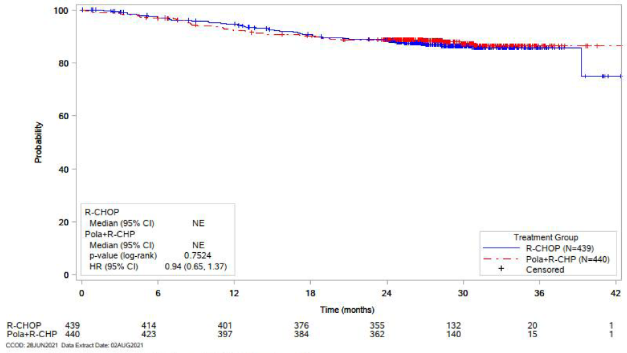 100
80
60
40
20
0
Probability
R-CHOP
Median (95% CI) NE
Pola+R-CHP
Median (95% CI) NE
p-value (log-rank) 0.7524
HR (95% CI) 0.94 (0.65, 1.37)
Treatment Group
R-CHOP (N=439)
Pola+R-CHP (N=440)
+ Censored
0 6 12 18 24 30 36 42
Time (months)
R-CHOP 439 414 401 376 355 132 20 1
Pola+R-CHP 440 423 397 384 362 140 15 1
CCOD: 28JUN2021 Data Extract Date: 02AUG2021